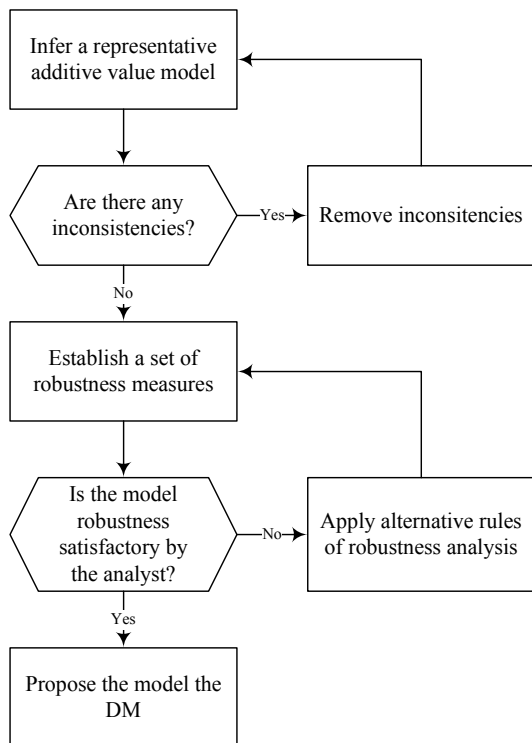 Infer a representative
additive value model
Are there any
inconsistencies?
Yes
Remove inconsitencies
No
Establish a set of
robustness measures
Is the model
robustness
satisfactory by
the analyst?
No
Apply alternative rules
of robustness analysis
Yes
Propose the model the
DM